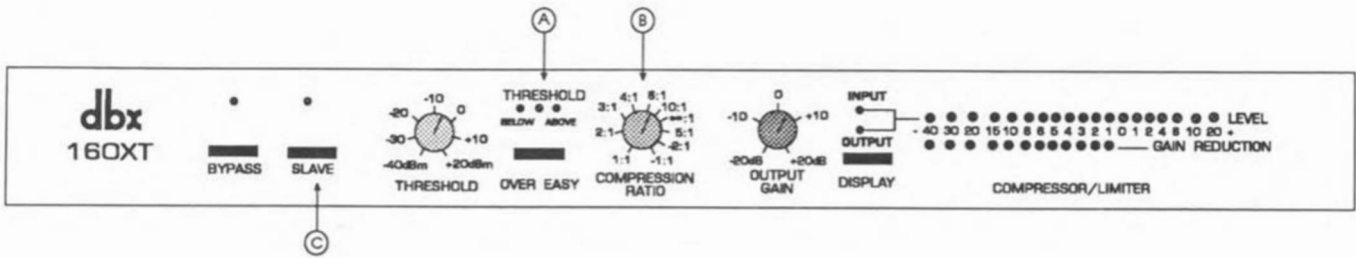 A B
dbx
160XT
BYPASS
SLAVE
-40dBm -30 -20 -10 0 +10 +20dBm
THRESHOLD
THRESHOLD
BELOW ABOVE
OVER EASY
1:1 2:1 3:1 4:1 6:1 10:1 ∞:1 -5:1 -2:1 -1:1
COMPRESSION
RATIO
-20dB -10 0 +10 +20dB
OUTPUT
GAIN
INPUT
OUTPUT
DISPLAY
LEVEL
- 40 30 20 15 10 8 6 5 4 3 2 1 0 1 2 4 6 10 20 +
GAIN REDUCTION
COMPRESSOR/LIMITER
C